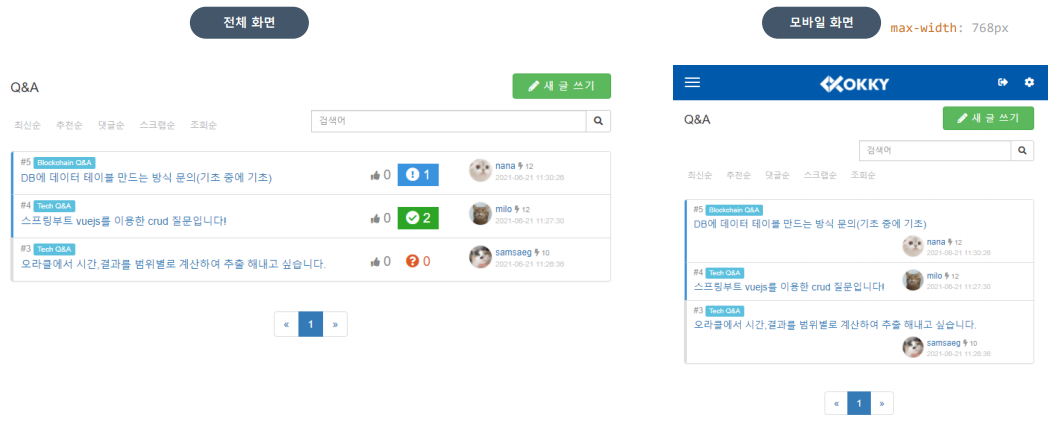 전체 화면
Q&A
새 글 쓰기
최신순 추천순 댓글순 스크랩순 조회순
검색어
#5 Blockchain Q&A
DB에 데이터 테이블 만드는 방식 문의(기초 중에 기초)
0 1
nana 12
2021-06-21 11:30:26
#4 Tech Q&A
스프링부트 vuejs를 이용한 crud 질문입니다!
0 2
milo 12
2021-06-21 11:27:30
#3 Tech Q&A
오라클에서 시간,결과를 범위별로 계산하여 추출 해내고 싶습니다.
0 0
samsaeg 10
2021-06-21 11:26:36
« 1 »
모바일 화면
max-width: 768px
OKKY
Q&A
새 글 쓰기
검색어
최신순 추천순 댓글순 스크랩순 조회순
#5 Blockchain Q&A
DB에 데이터 테이블 만드는 방식 문의(기초 중에 기초)
nana 12
2021-06-21 11:30:26
#4 Tech Q&A
스프링부트 vuejs를 이용한 crud 질문입니다!
milo 12
2021-06-21 11:27:30
#3 Tech Q&A
오라클에서 시간,결과를 범위별로 계산하여 추출 해내고 싶습니다.
samsaeg 10
2021-06-21 11:26:36
« 1 »